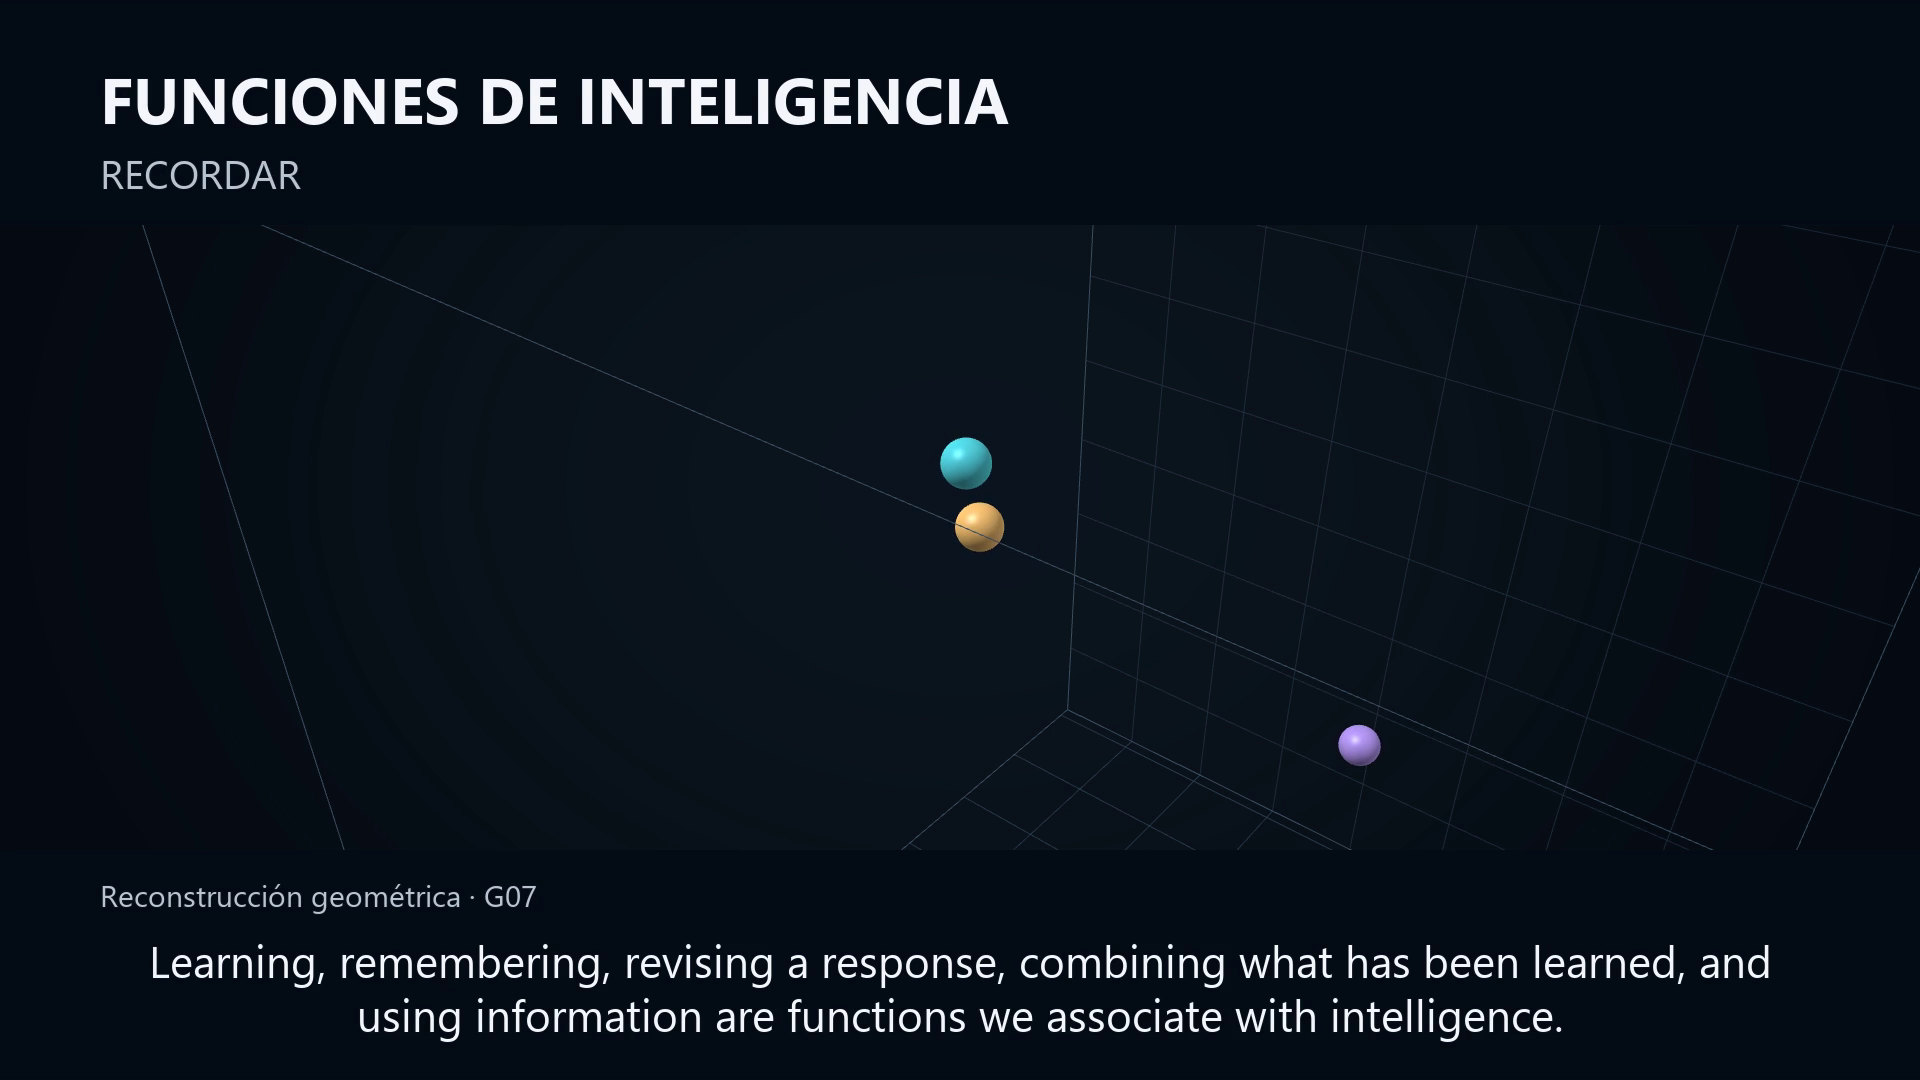 FUNCIONES DE INTELIGENCIA
RECORDAR
Reconstrucción geométrica · G07
Learning, remembering, revising a response, combining what has been learned, and
using information are functions we associate with intelligence.